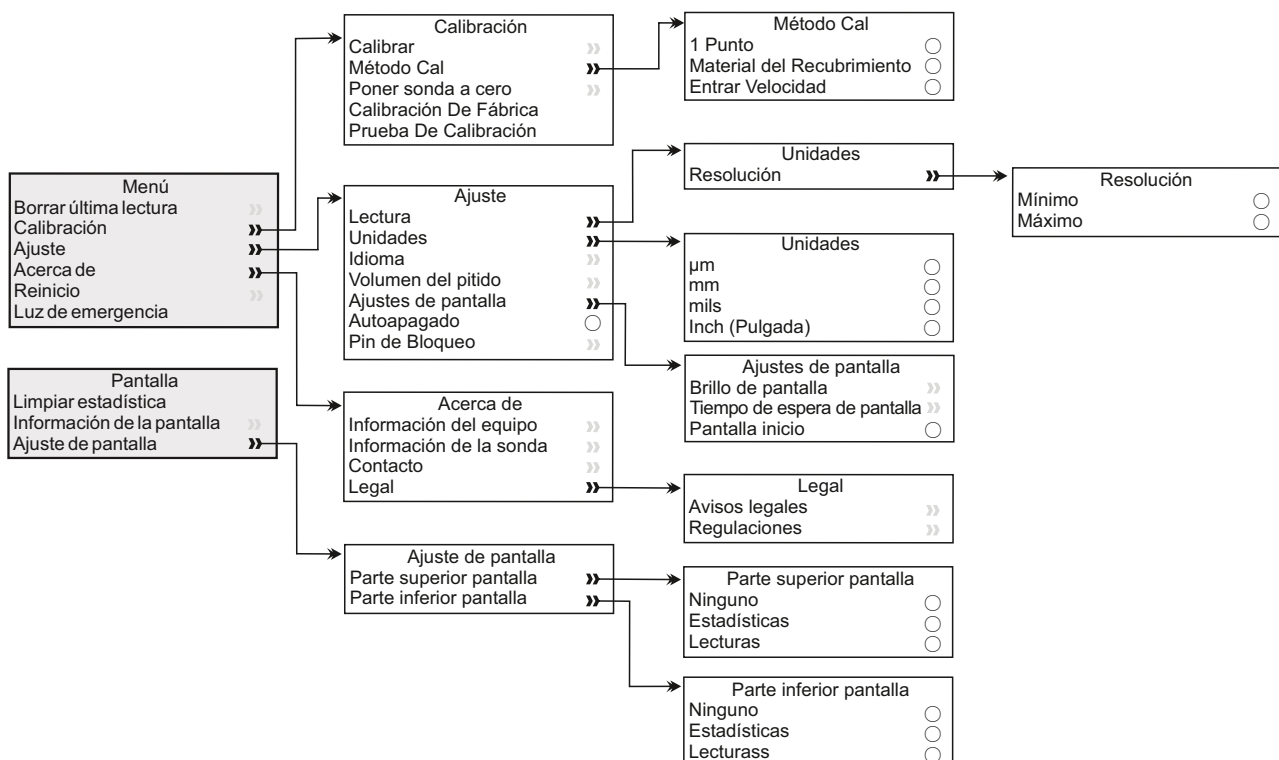 Menú
Borrar última lectura
Calibración
Ajuste
Acerca de
Reinicio
Luz de emergencia
Pantalla
Limpiar estadística
Información de la pantalla
Ajuste de pantalla
Calibración
Calibrar
Método Cal
Poner sonda a cero
Calibración De Fábrica
Prueba De Calibración
Ajuste
Lectura
Unidades
Idioma
Volumen del pitido
Ajustes de pantalla
Autoapagado
Pin de Bloqueo
Acerca de
Información del equipo
Información de la sonda
Contacto
Legal
Ajuste de pantalla
Parte superior pantalla
Parte inferior pantalla
Método Cal
1 Punto
Material del Recubrimiento
Entrar Velocidad
Unidades
Resolución
Unidades
µm
mm
mils
Inch (Pulgada)
Ajustes de pantalla
Brillo de pantalla
Tiempo de espera de pantalla
Pantalla inicio
Legal
Avisos legales
Regulaciones
Parte superior pantalla
Ninguno
Estadísticas
Lecturas
Parte inferior pantalla
Ninguno
Estadísticas
Lecturass
Resolución
Mínimo
Máximo